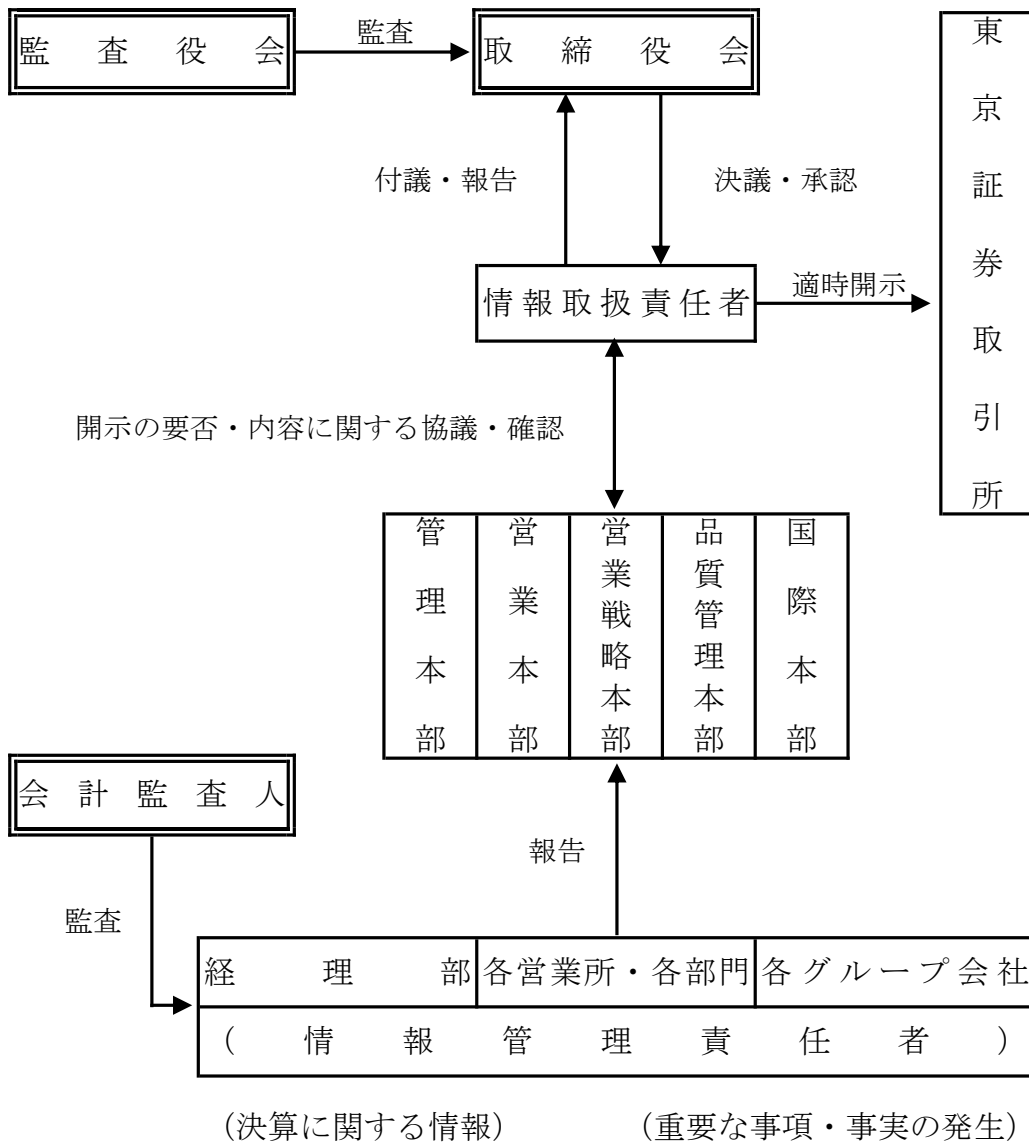 監査役会
監査
取締役会
東京証券取引所
付議・報告
決議・承認
情報取扱責任者
適時開示
開示の要否・内容に関する協議・確認
管理本部
営業本部
営業戦略本部
品質管理本部
国際本部
会計監査人
報告
監査
経理部
各営業所・各部門
各グループ会社
(情報管理責任者)
(決算に関する情報)
(重要な事項・事実の発生)